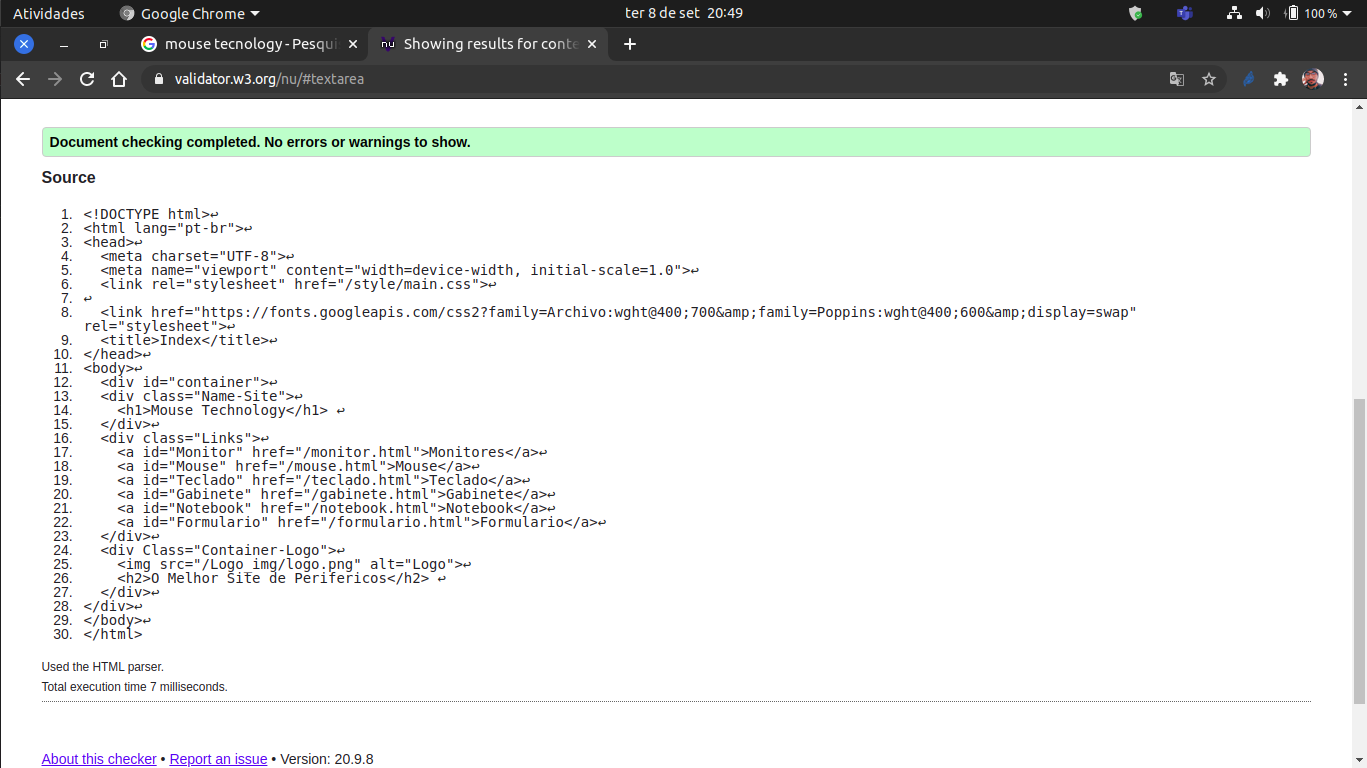 Atividades Google Chrome ter 8 de set 20:49 100 %
mouse tecnology - Pesqui Showing results for conte
validator.w3.org/nu/#textarea
Document checking completed. No errors or warnings to show.
Source
1. <!DOCTYPE html>↩
2. <html lang="pt-br">↩
3. <head>↩
4. <meta charset="UTF-8">↩
5. <meta name="viewport" content="width=device-width, initial-scale=1.0">↩
6. <link rel="stylesheet" href="/style/main.css">↩
7. ↩
8. <link href="https://fonts.googleapis.com/css2?family=Archivo:wght@400;700&amp;family=Poppins:wght@400;600&amp;display=swap"
rel="stylesheet">↩
9. <title>Index</title>↩
10. </head>↩
11. <body>↩
12. <div id="container">↩
13. <div class="Name-Site">↩
14. <h1>Mouse Technology</h1> ↩
15. </div>↩
16. <div class="Links">↩
17. <a id="Monitor" href="/monitor.html">Monitores</a>↩
18. <a id="Mouse" href="/mouse.html">Mouse</a>↩
19. <a id="Teclado" href="/teclado.html">Teclado</a>↩
20. <a id="Gabinete" href="/gabinete.html">Gabinete</a>↩
21. <a id="Notebook" href="/notebook.html">Notebook</a>↩
22. <a id="Formulario" href="/formulario.html">Formulario</a>↩
23. </div>↩
24. <div Class="Container-Logo">↩
25. <img src="/Logo_img/logo.png" alt="Logo">↩
26. <h2>O Melhor Site de Perifericos</h2> ↩
27. </div>↩
28. </div>↩
29. </body>↩
30. </html>
Used the HTML parser.
Total execution time 7 milliseconds.
About this checker • Report an issue • Version: 20.9.8